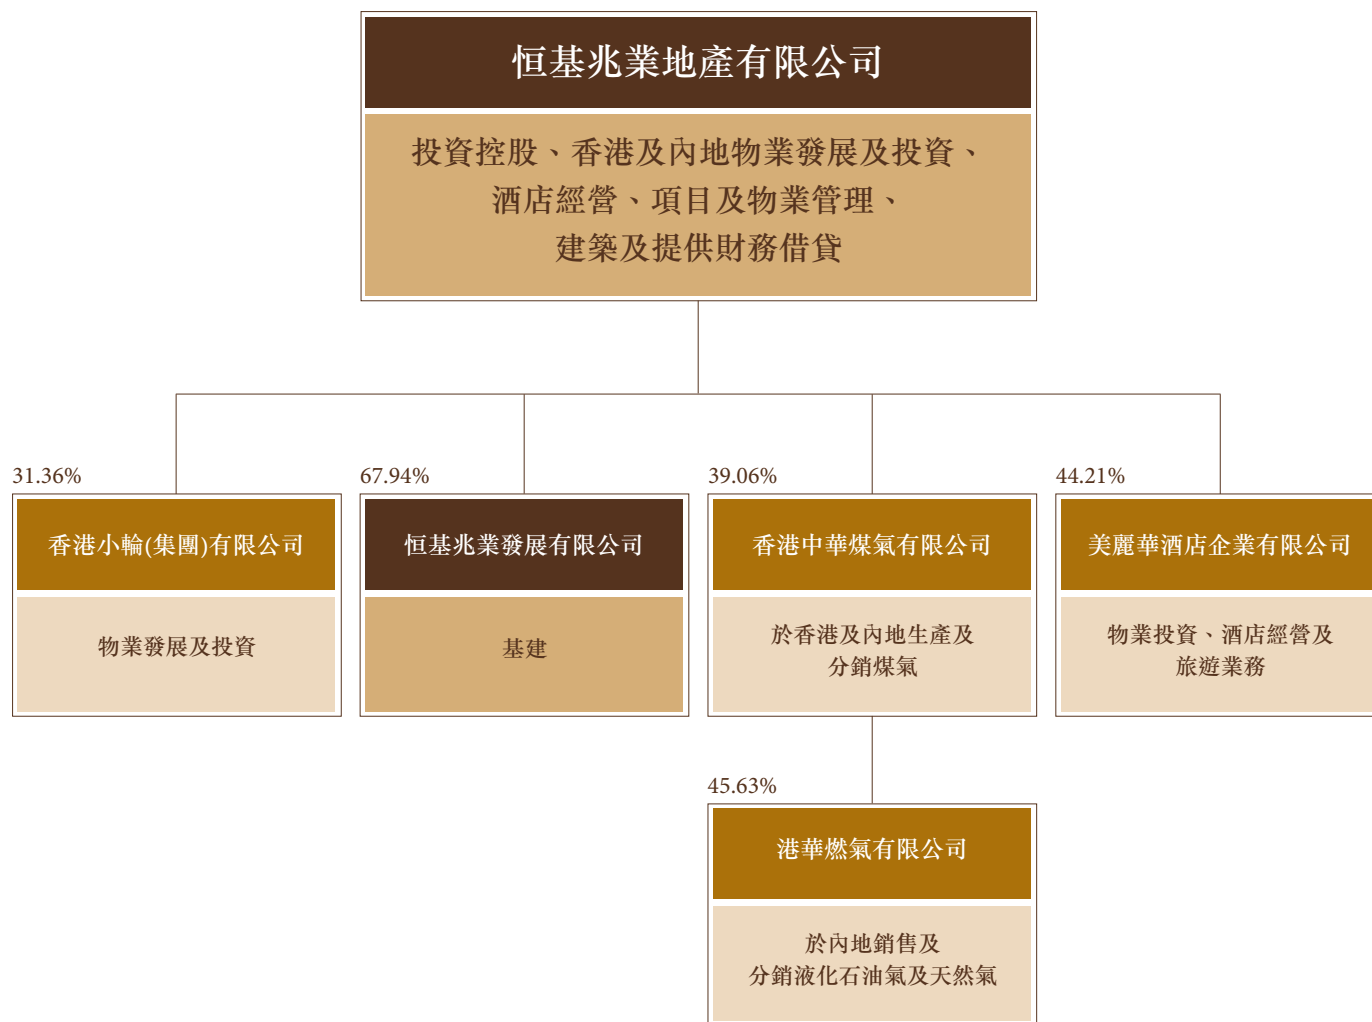 恒基兆業地產有限公司
投資控股、香港及內地物業發展及投資、
酒店經營、項目及物業管理、
建築及提供財務借貸
31.36%
香港小輪(集團)有限公司
物業發展及投資
67.94%
恒基兆業發展有限公司
基建
39.06%
香港中華煤氣有限公司
於香港及內地生產及
分銷煤氣
44.21%
美麗華酒店企業有限公司
物業投資、酒店經營及
旅遊業務
45.63%
港華燃氣有限公司
於內地銷售及
分銷液化石油氣及天然氣